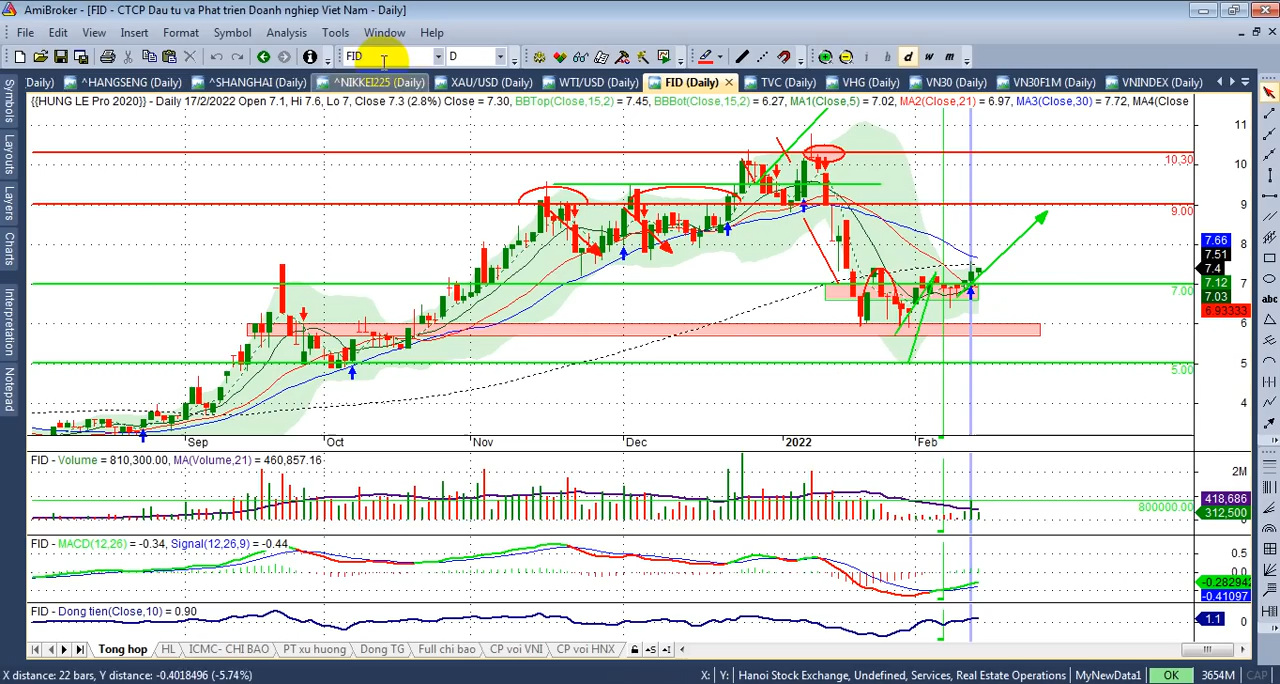 AmiBroker - [FID - CTCP Dau tu va Phat trien Doanh nghiep Viet Nam - Daily]
File Edit View Insert Format Symbol Analysis Tools Window Help
FID D i h d w m
Daily) ^HANGSENG (Daily) ^SHANGHAI (Daily) ^NIKKEI225 (Daily) XAU/USD (Daily) WTI/USD (Daily) FID (Daily) TVC (Daily) VHG (Daily) VN30 (Daily) VN30F1M (Daily) VNINDEX (Daily)
Symbols
Layouts
Layers
Charts
Interpretation
Notepad
{{HUNG LE Pro 2020}} - Daily 17/2/2022 Open 7.1, Hi 7.6, Lo 7, Close 7.3 (2.8%) Close = 7.30, BBTop(Close,15,2) = 7.45, BBBot(Close,15,2) = 6.27, MA1(Close,5) = 7.02, MA2(Close,21) = 6.97, MA3(Close,30) = 7.72, MA4(Close
11
10.30
10
9
9.00
8
7.66
7.51
7.4
7
7.12
7.00
7.03
6.93333
6
5
5.00
4
abc
Sep Oct Nov Dec 2022 Feb
FID - Volume = 810,300.00, MA(Volume,21) = 460,857.16
2M
418,686
800000.00
312,500
0
FID - MACD(12,26) = -0.34, Signal(12,26,9) = -0.44
0.5
0.0
-0.282942
-0.41097
FID - Dong tien(Close,10) = 0.90
1.1
0
Tong hop HL ICMC- CHI BAO PT xu huong Dong TG Full chi bao CP voi VNI CP voi HNX
X distance: 22 bars, Y distance: -0.4018496 (-5.74%) X: Y: Hanoi Stock Exchange, Undefined, Services, Real Estate Operations MyNewData1 OK 3654M CAP